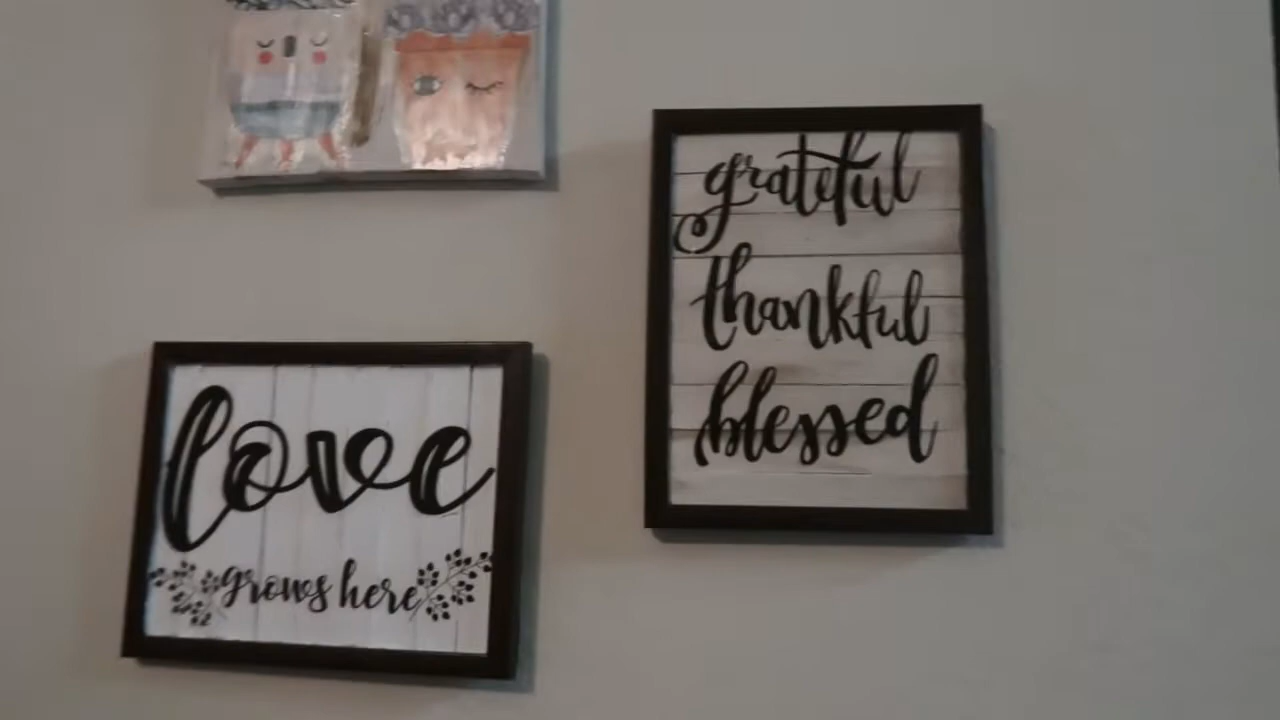 grateful
thankful
blessed
love
grows here